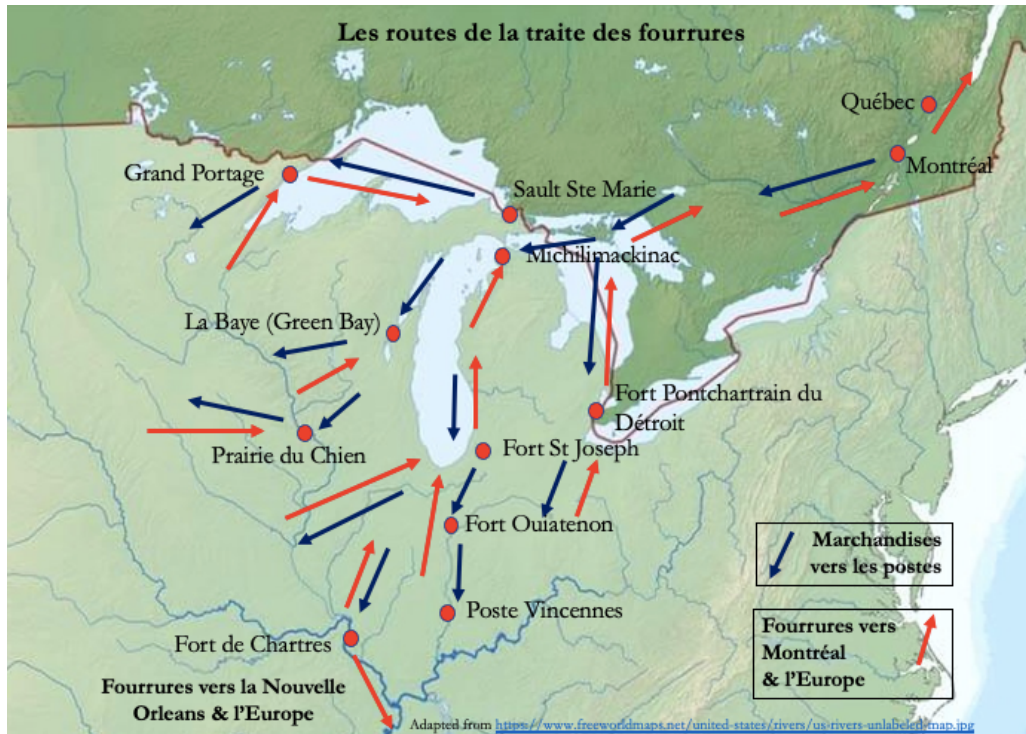 Les routes de la traite des fourrures
Québec
Montréal
Grand Portage
Sault Ste Marie
Michilimackinac
La Baye (Green Bay)
Fort Pontchartrain du
Détroit
Prairie du Chien
Fort St Joseph
Fort Ouiatenon
Marchandises
vers les postes
Poste Vincennes
Fort de Chartres
Fourrures vers
Montréal
& l'Europe
Fourrures vers la Nouvelle
Orleans & l'Europe
Adapted from https://www.freeworldmaps.net/united-states/rivers/us-rivers-unlabeled-map.jpg